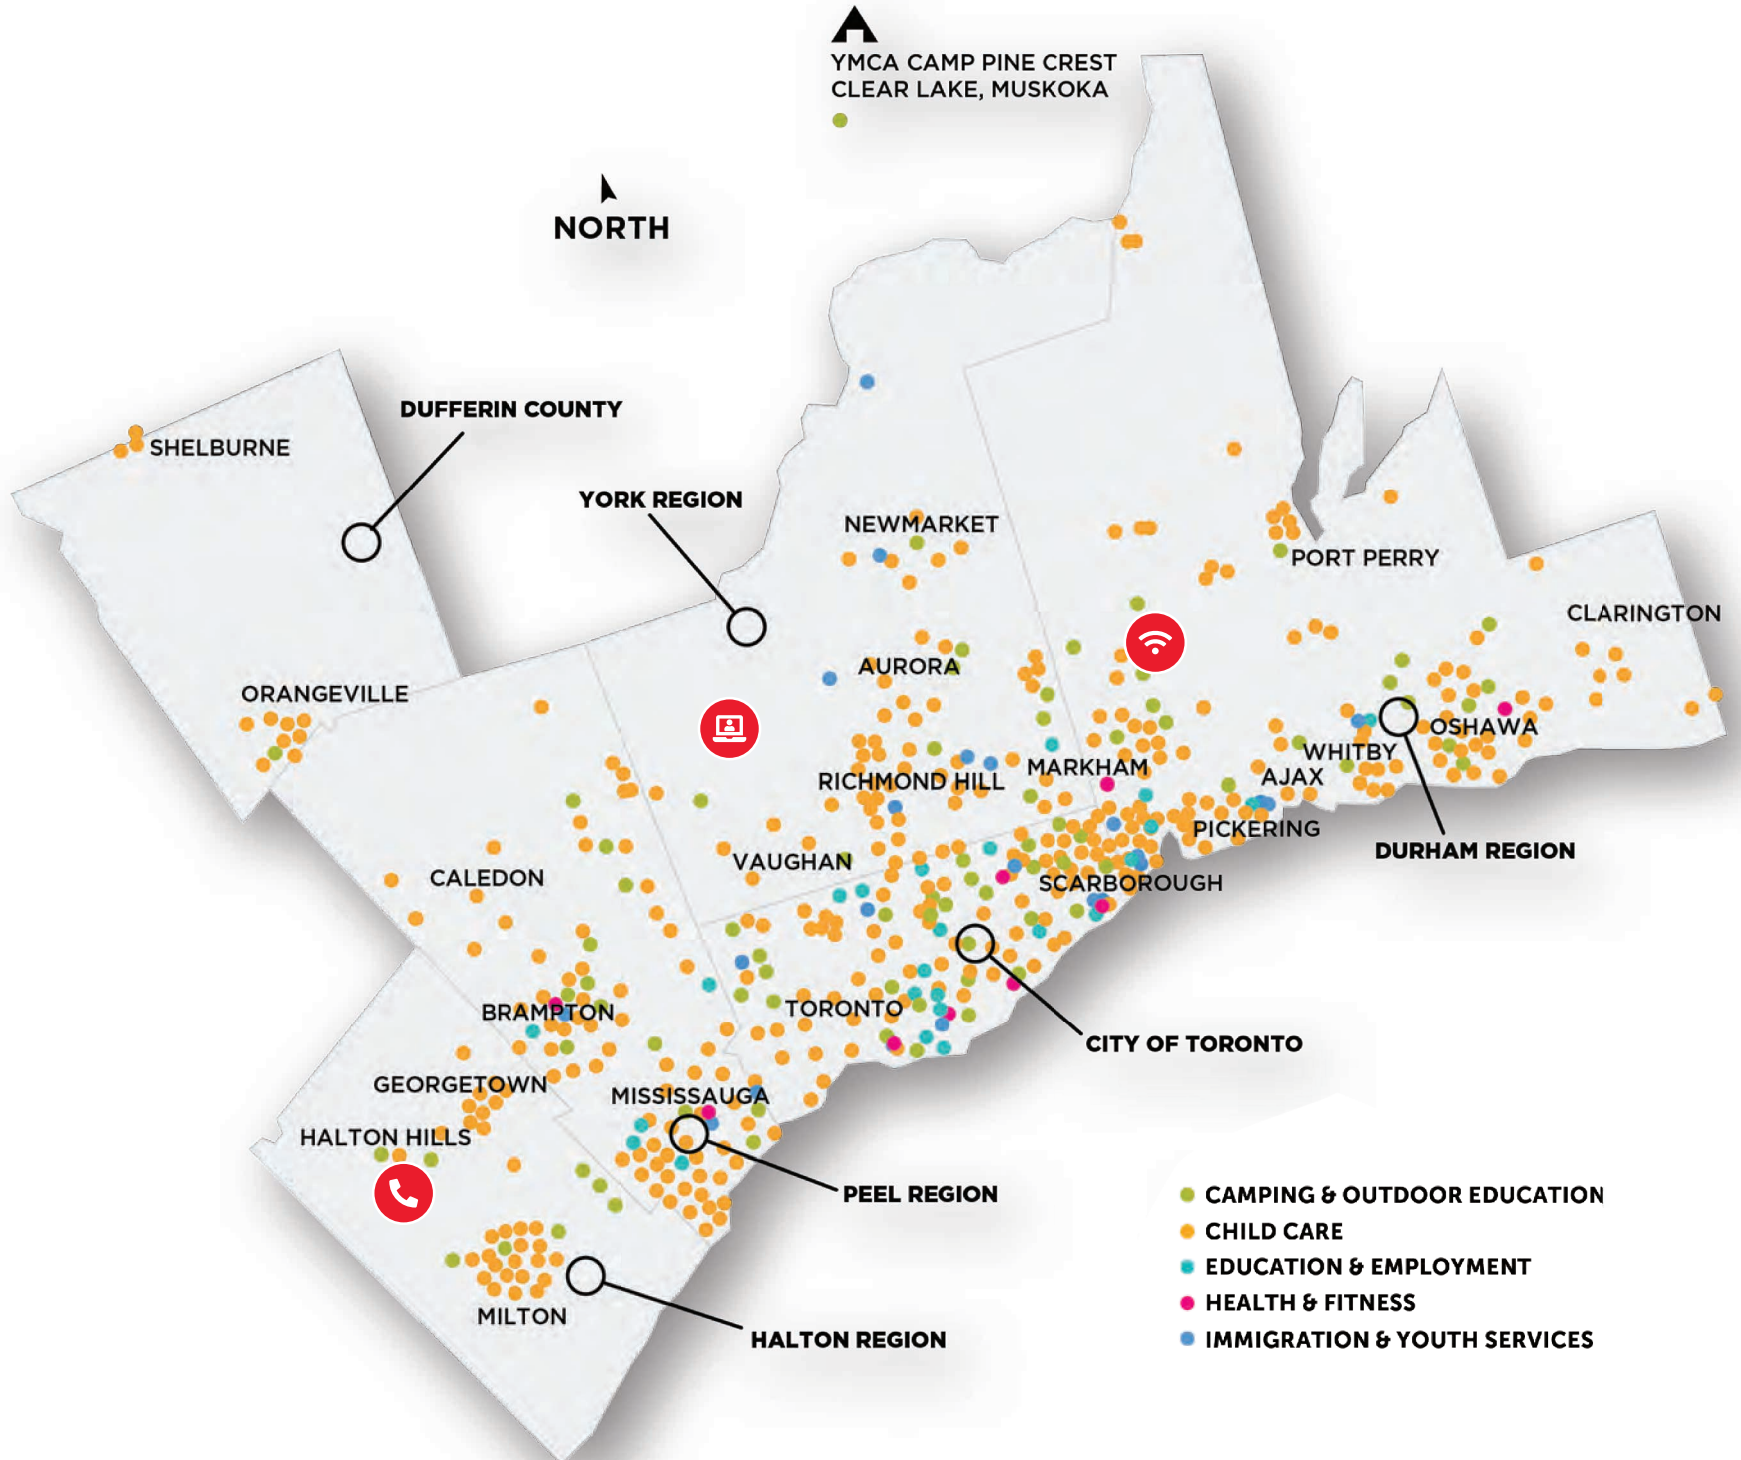 YMCA CAMP PINE CREST
CLEAR LAKE, MUSKOKA
NORTH
DUFFERIN COUNTY
SHELBURNE
YORK REGION
NEWMARKET
PORT PERRY
CLARINGTON
AURORA
ORANGEVILLE
OSHAWA
WHITBY
MARKHAM
AJAX
RICHMOND HILL
PICKERING
DURHAM REGION
VAUGHAN
CALEDON
SCARBOROUGH
TORONTO
BRAMPTON
CITY OF TORONTO
GEORGETOWN
MISSISSAUGA
HALTON HILLS
PEEL REGION
MILTON
HALTON REGION
CAMPING & OUTDOOR EDUCATION
CHILD CARE
EDUCATION & EMPLOYMENT
HEALTH & FITNESS
IMMIGRATION & YOUTH SERVICES